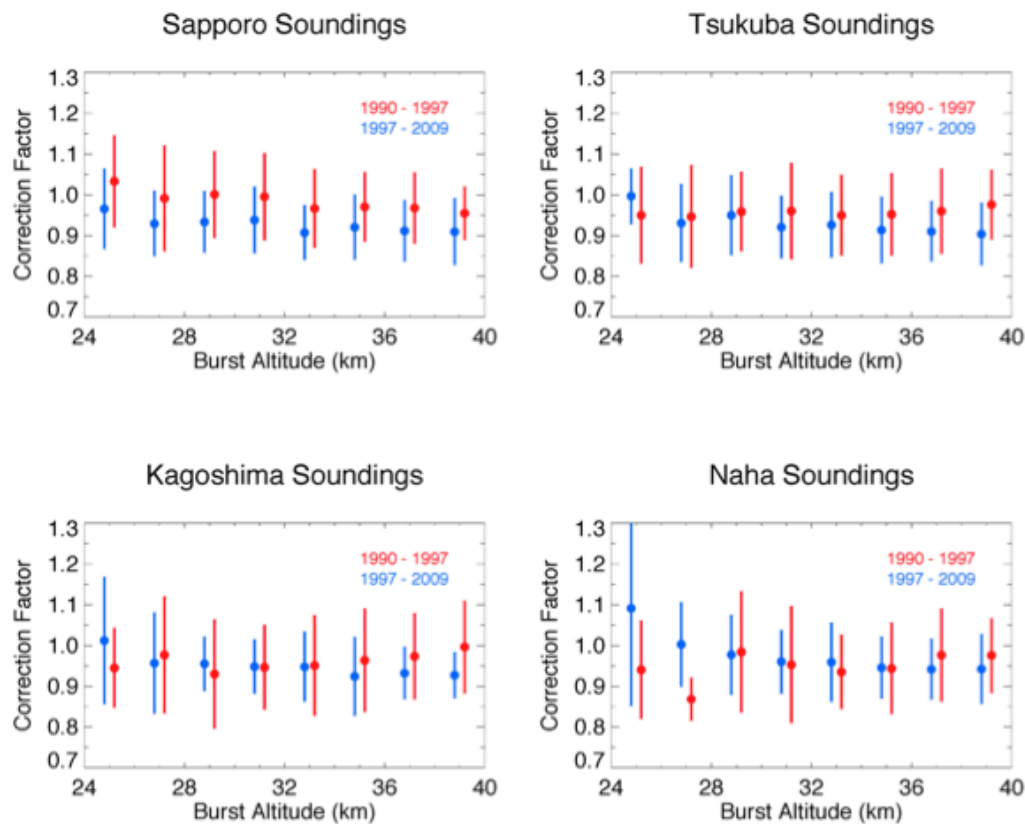 Sapporo Soundings
Correction Factor
1.3
1.2
1.1
1.0
0.9
0.8
0.7
1990 - 1997
1997 - 2009
24 28 32 36 40
Burst Altitude (km)
Tsukuba Soundings
Correction Factor
1.3
1.2
1.1
1.0
0.9
0.8
0.7
1990 - 1997
1997 - 2009
24 28 32 36 40
Burst Altitude (km)
Kagoshima Soundings
Correction Factor
1.3
1.2
1.1
1.0
0.9
0.8
0.7
1990 - 1997
1997 - 2009
24 28 32 36 40
Burst Altitude (km)
Naha Soundings
Correction Factor
1.3
1.2
1.1
1.0
0.9
0.8
0.7
1990 - 1997
1997 - 2009
24 28 32 36 40
Burst Altitude (km)